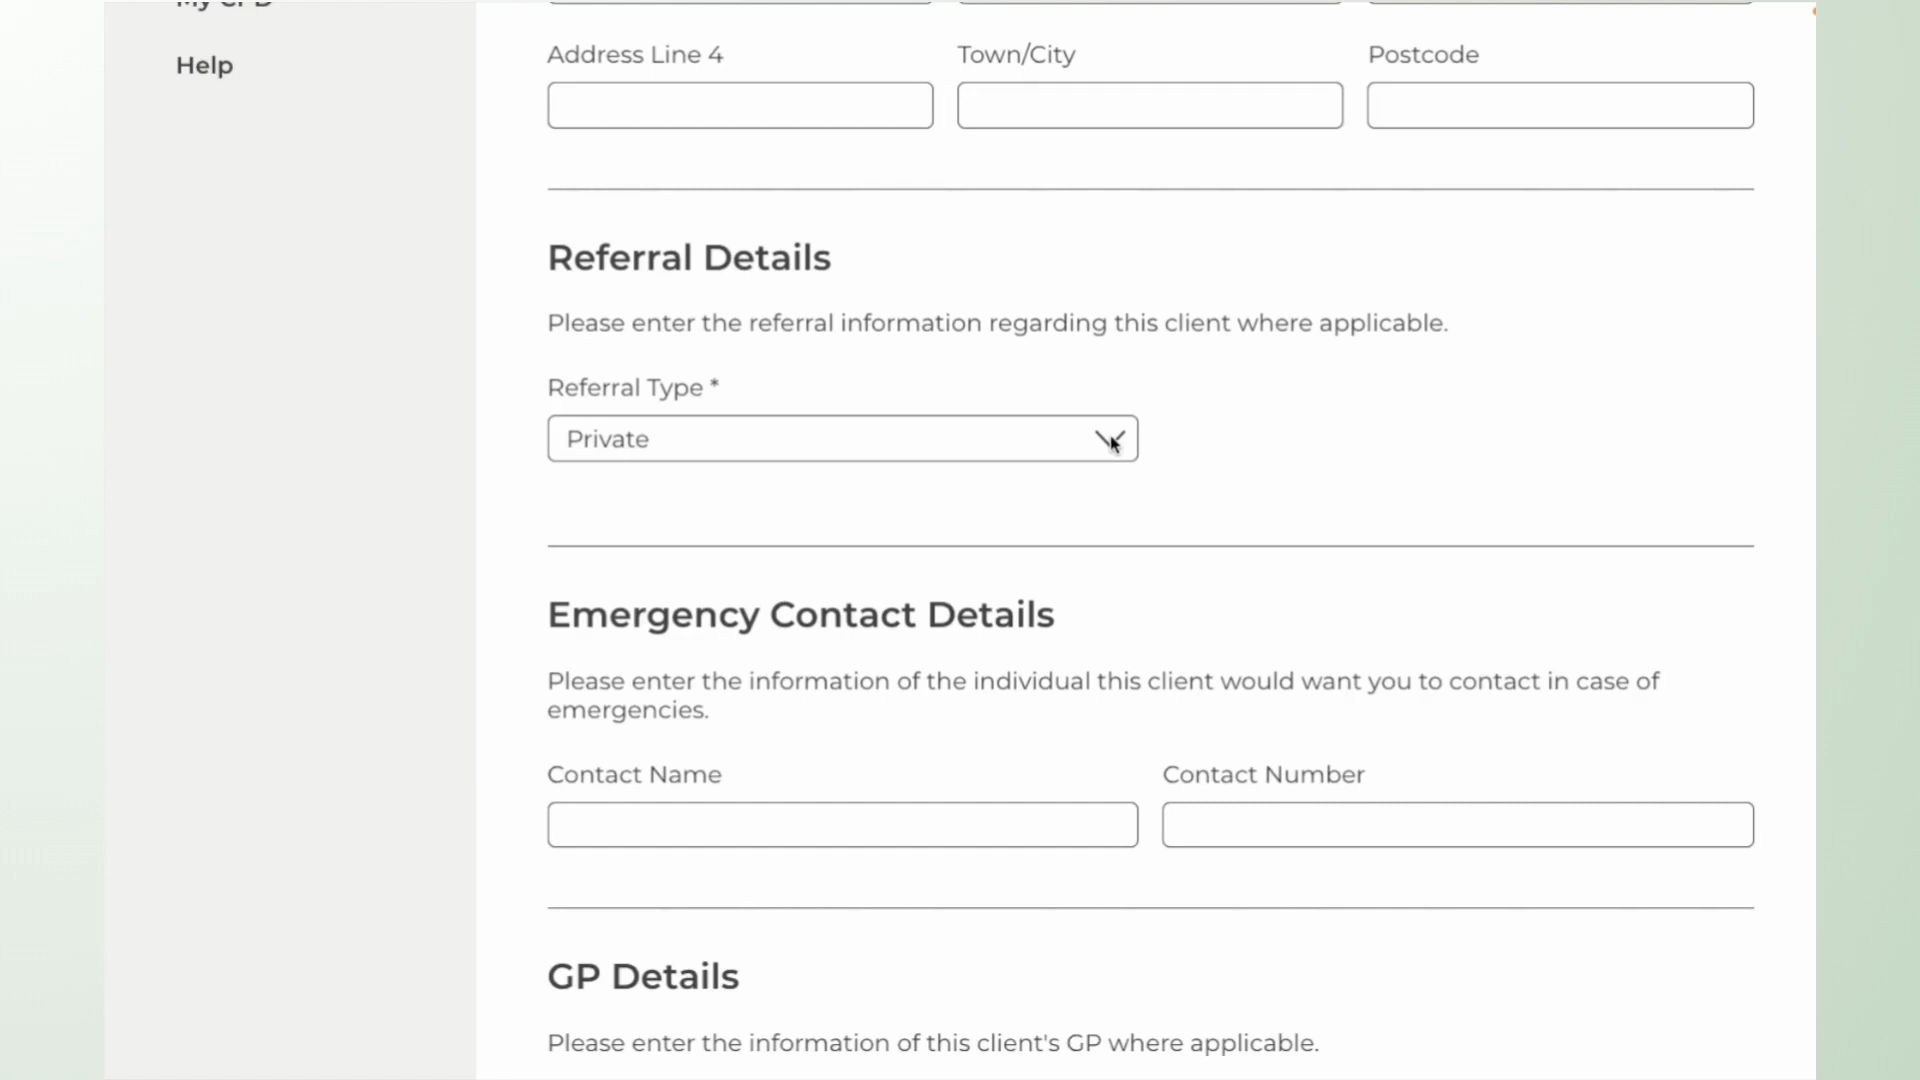 My CPD
Help
Address Line 4
Town/City
Postcode
Referral Details
Please enter the referral information regarding this client where applicable.
Referral Type *
Private
Emergency Contact Details
Please enter the information of the individual this client would want you to contact in case of
emergencies.
Contact Name
Contact Number
GP Details
Please enter the information of this client's GP where applicable.